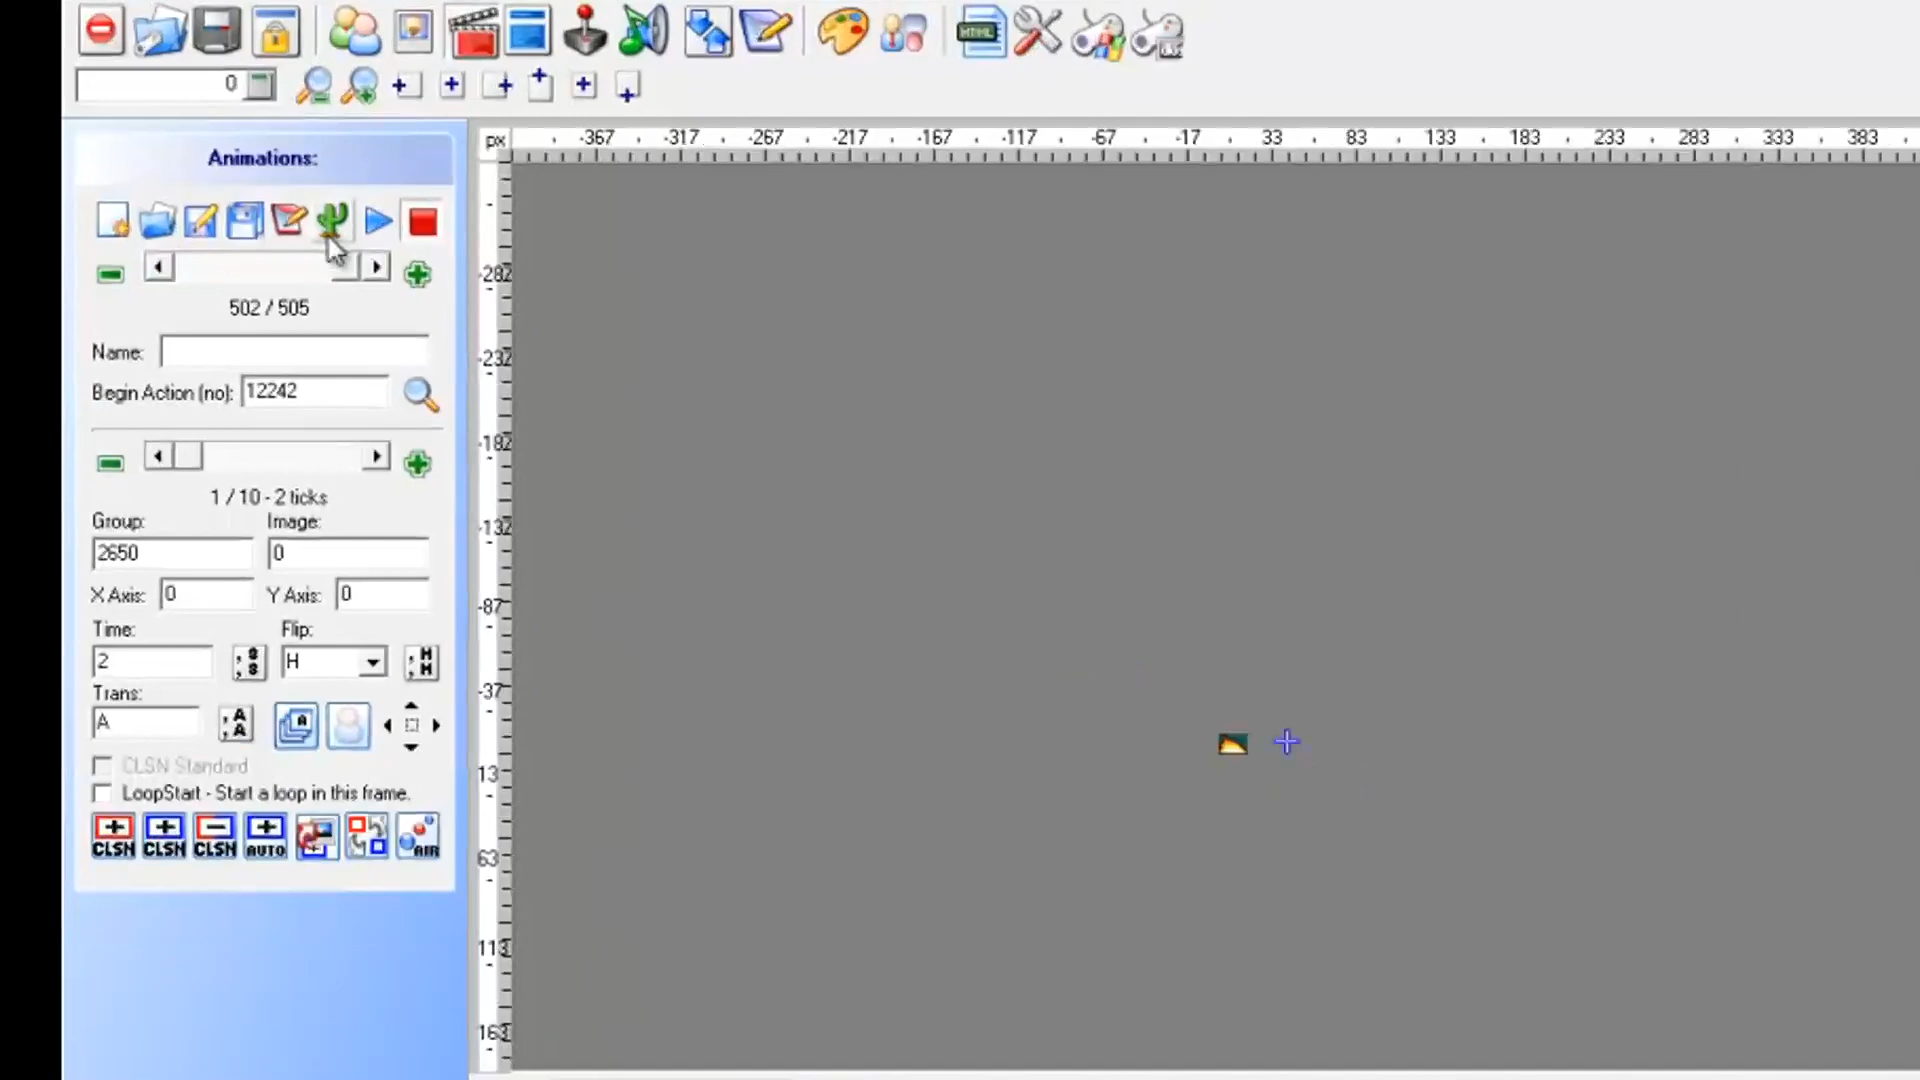 HTML
0
px -367 -317 -267 -217 -167 -117 -67 -17 33 83 133 183 233 283 333 383
Animations:
-282
502 / 505
-232
Name:
Begin Action (no): 12242
-182
1 / 10 - 2 ticks
Group: Image:
-132
2650 0
X Axis: 0 Y Axis: 0
-87
Time: Flip:
2 H
-37
Trans:
A
CLSN Standard
13
LoopStart - Start a loop in this frame.
CLSN CLSN CLSN AUTO AIR
63
113
163